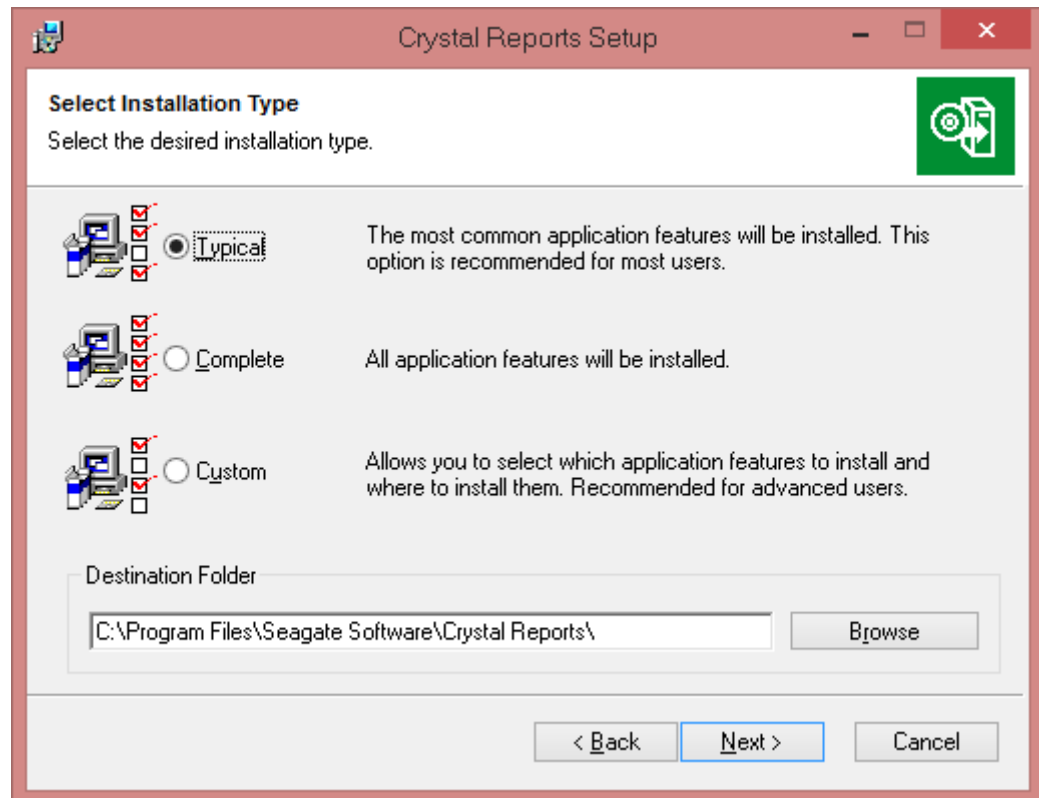 Crystal Reports Setup
Select Installation Type
Select the desired installation type.
Typical
The most common application features will be installed. This
option is recommended for most users.
Complete
All application features will be installed.
Custom
Allows you to select which application features to install and
where to install them. Recommended for advanced users.
Destination Folder
C:\Program Files\Seagate Software\Crystal Reports\
Browse
< Back
Next >
Cancel